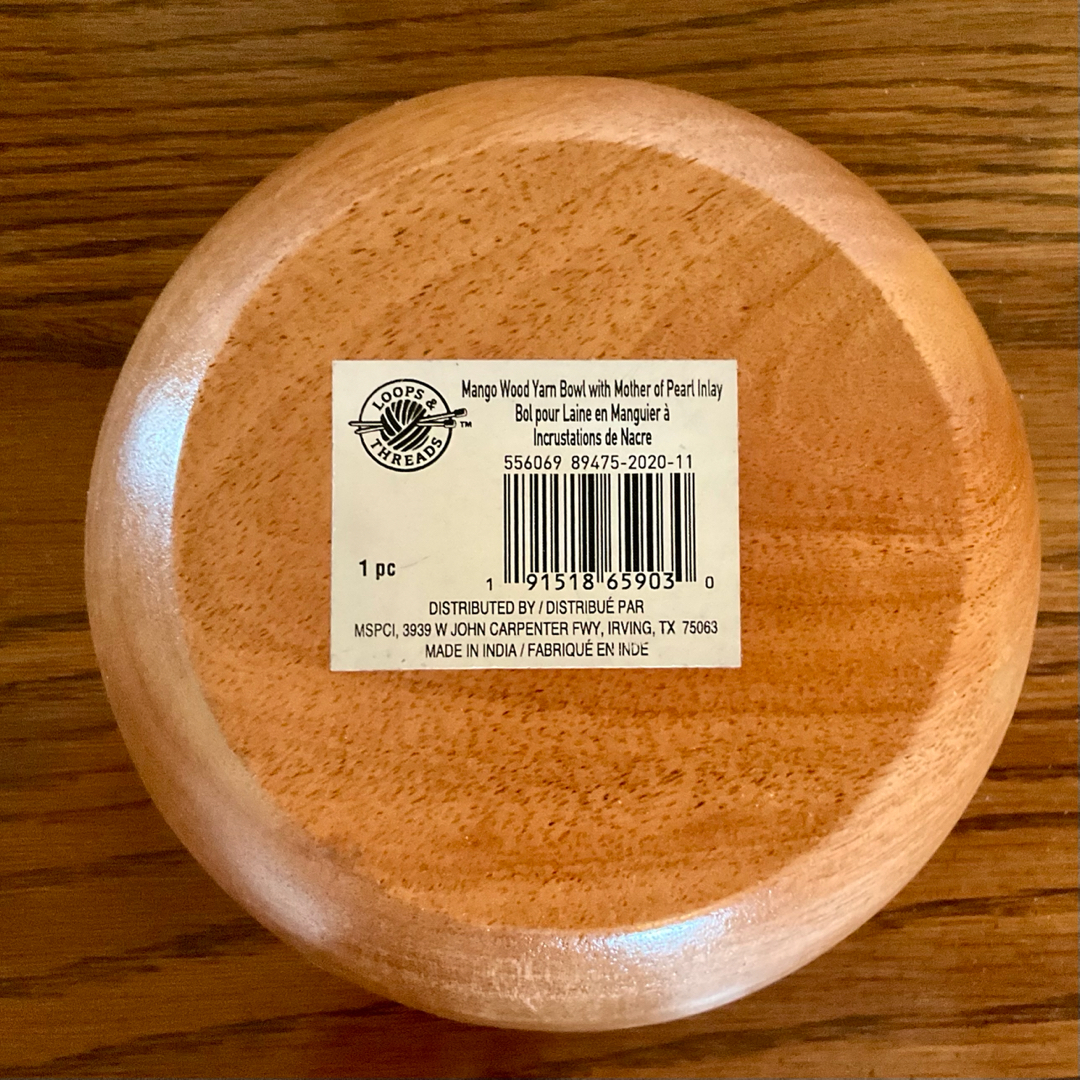 LOOPS &
THREADS™
Mango Wood Yarn Bowl with Mother of Pearl Inlay
Bol pour Laine en Manguier à
Incrustations de Nacre
556069 89475-2020-11
1 pc
1 91518 65903 0
DISTRIBUTED BY / DISTRIBUÉ PAR
MSPCI, 3939 W JOHN CARPENTER FWY, IRVING, TX 75063
MADE IN INDIA / FABRIQUÉ EN INDE